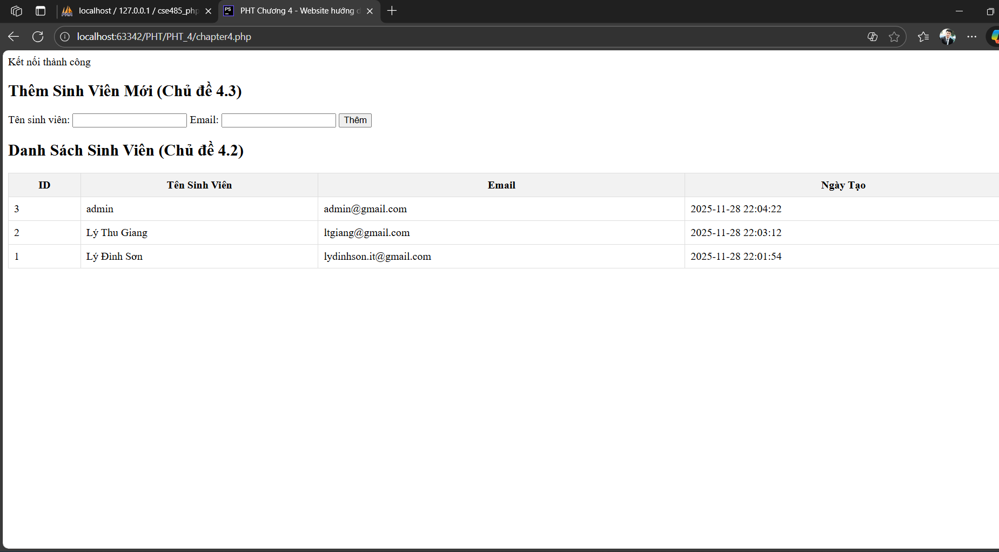 localhost / 127.0.0.1 / cse485_php
PS PHT Chương 4 - Website hướng d
localhost:63342/PHT/PHT_4/chapter4.php
Kết nối thành công
Thêm Sinh Viên Mới (Chủ đề 4.3)
Tên sinh viên: Email: Thêm
Danh Sách Sinh Viên (Chủ đề 4.2)
ID Tên Sinh Viên Email Ngày Tạo
3 admin admin@gmail.com 2025-11-28 22:04:22
2 Lý Thu Giang ltgiang@gmail.com 2025-11-28 22:03:12
1 Lý Đình Sơn lydinhson.it@gmail.com 2025-11-28 22:01:54